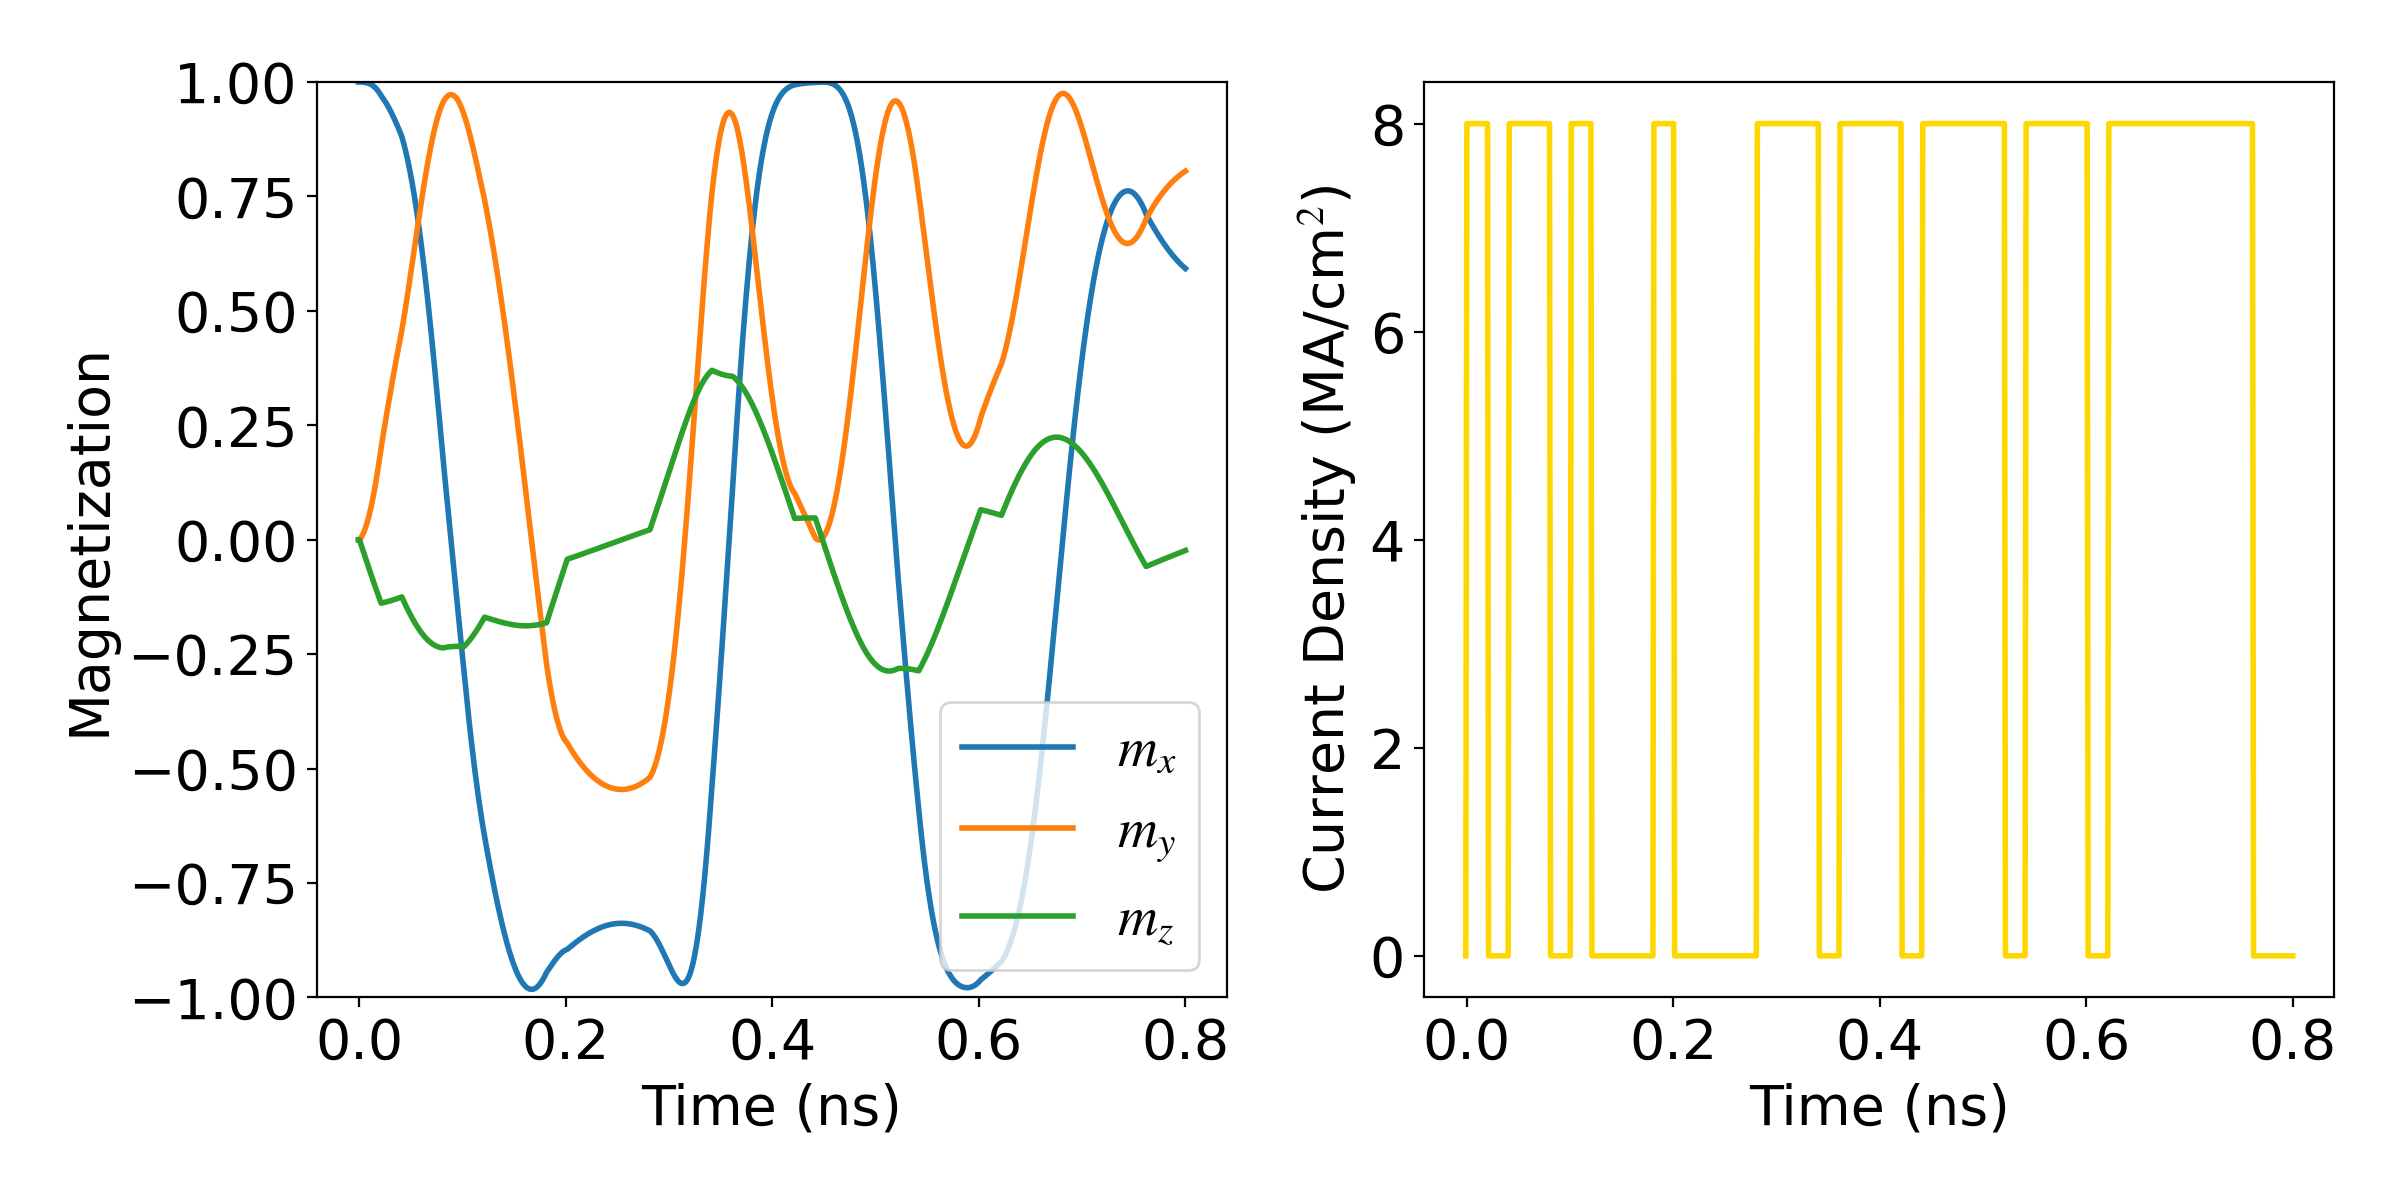 1.00
0.75
0.50
0.25
0.00
−0.25
−0.50
−0.75
−1.00
Magnetization
0.0 0.2 0.4 0.6 0.8
Time (ns)
mₓ
m_y
m_z
8
6
4
2
0
Current Density (MA/cm²)
0.0 0.2 0.4 0.6 0.8
Time (ns)